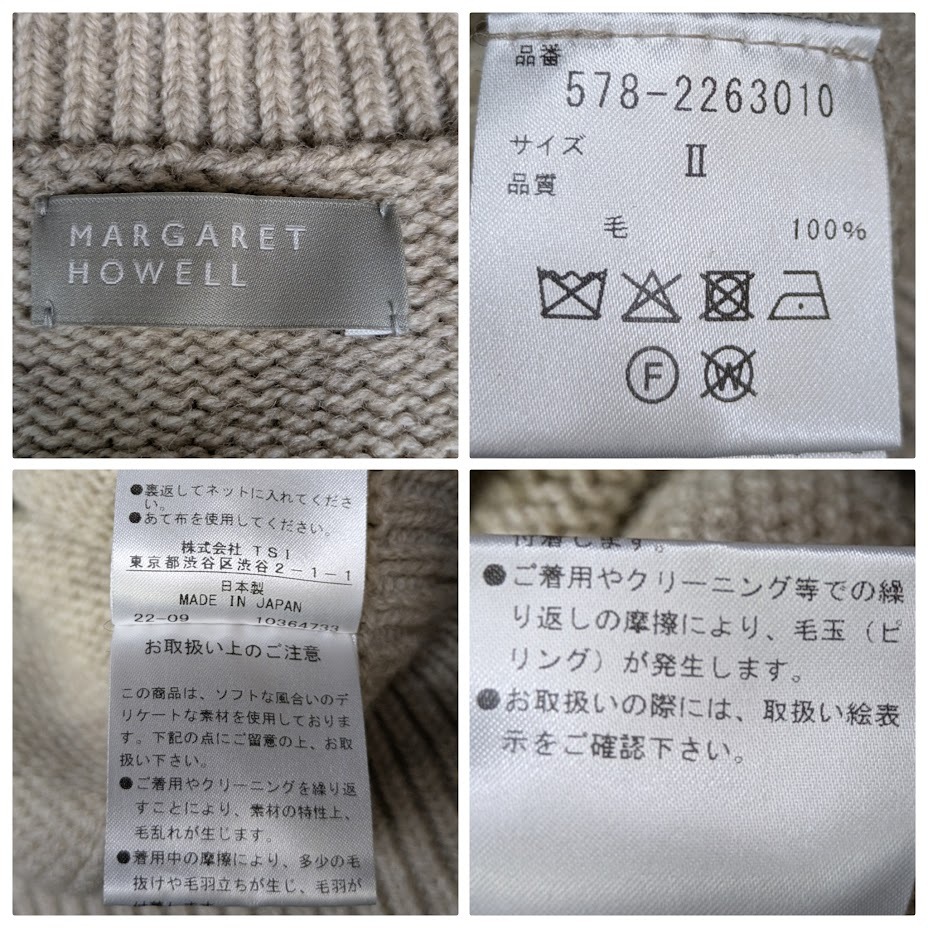 MARGARET
HOWELL
品番
578-2263010
サイズ
II
品質
毛 100%
F
W
●裏返してネットに入れてくださ
い。
●あて布を使用してください。
株式会社 TSI
東京都渋谷区渋谷2-1-1
日本製
MADE IN JAPAN
22-09 10364733
お取扱い上のご注意
この商品は、ソフトな風合いのデ
リケートな素材を使用しておりま
す。下記の点にご留意の上、お取
扱い下さい。
●ご着用やクリーニングを繰り返
すことにより、素材の特性上、
毛乱れが生じます。
●着用中の摩擦により、多少の毛
抜けや毛羽立ちが生じ、毛羽が
付着します。
付着します。
●ご着用やクリーニング等での繰
り返しの摩擦により、毛玉（ピ
リング）が発生します。
●お取扱いの際には、取扱い絵表
示をご確認下さい。